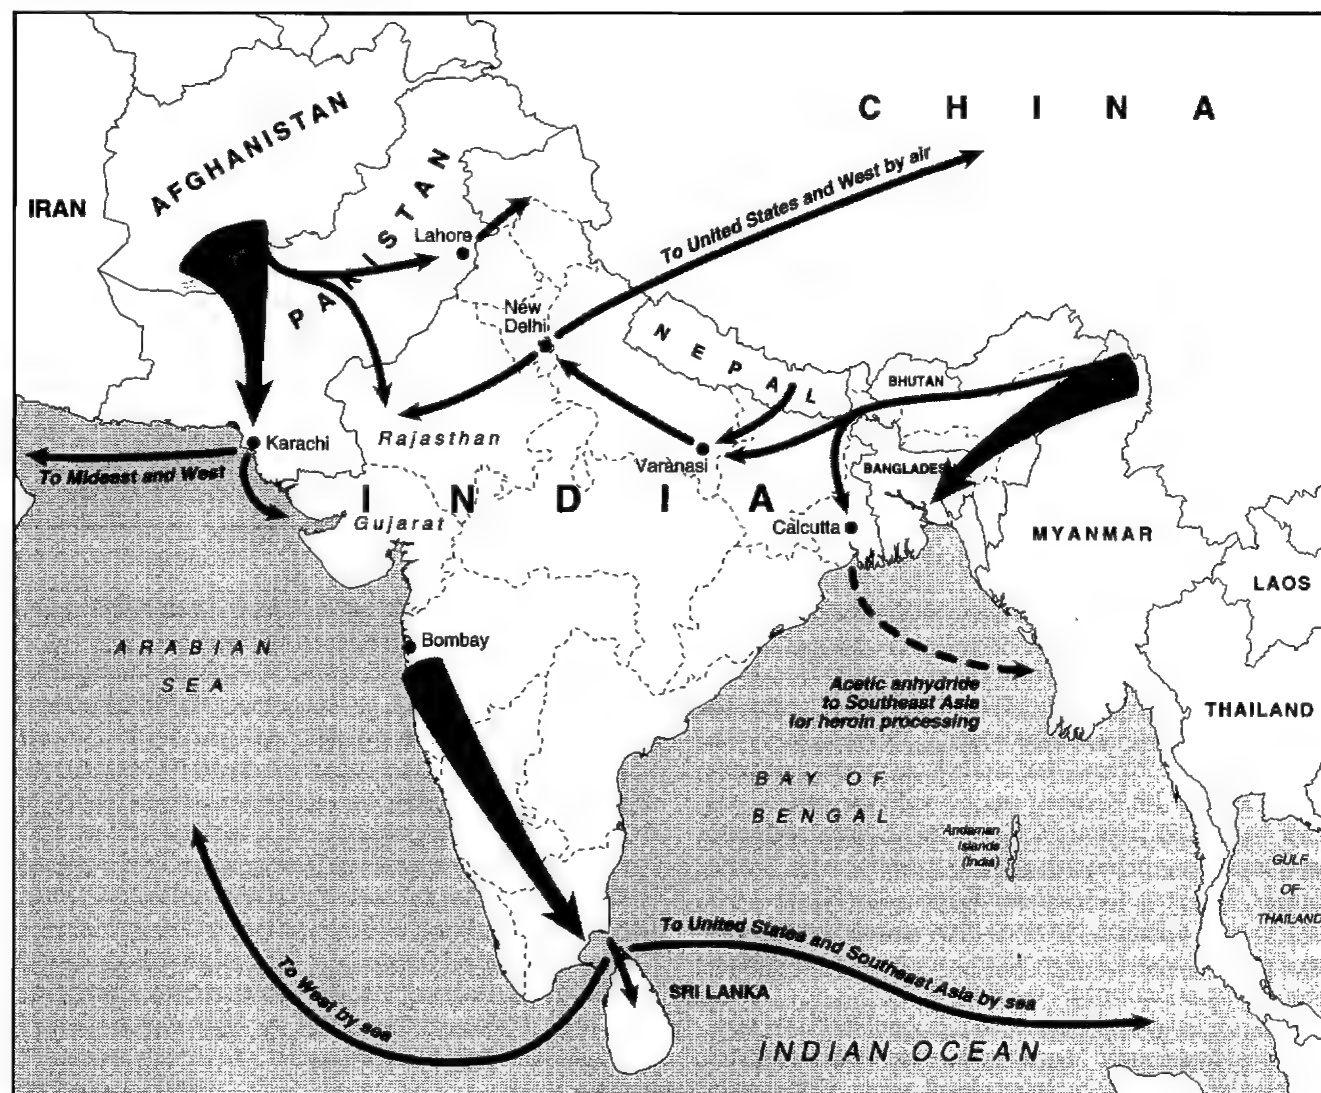 CHINA
AFGHANISTAN
IRAN
PAKISTAN
Lahore
To United States and West by air
New
Delhi
NEPAL
BHUTAN
Rajasthan
Karachi
To Mideast and West
Varanasi
BANGLADESH
INDIA
Gujarat
Calcutta
MYANMAR
LAOS
ARABIAN
SEA
Bombay
Acetic anhydride
to Southeast Asia
for heroin processing
THAILAND
BAY OF
BENGAL
Andaman
Islands
(India)
GULF
OF
THAILAND
To United States and Southeast Asia by sea
To West by sea
SRI LANKA
INDIAN OCEAN